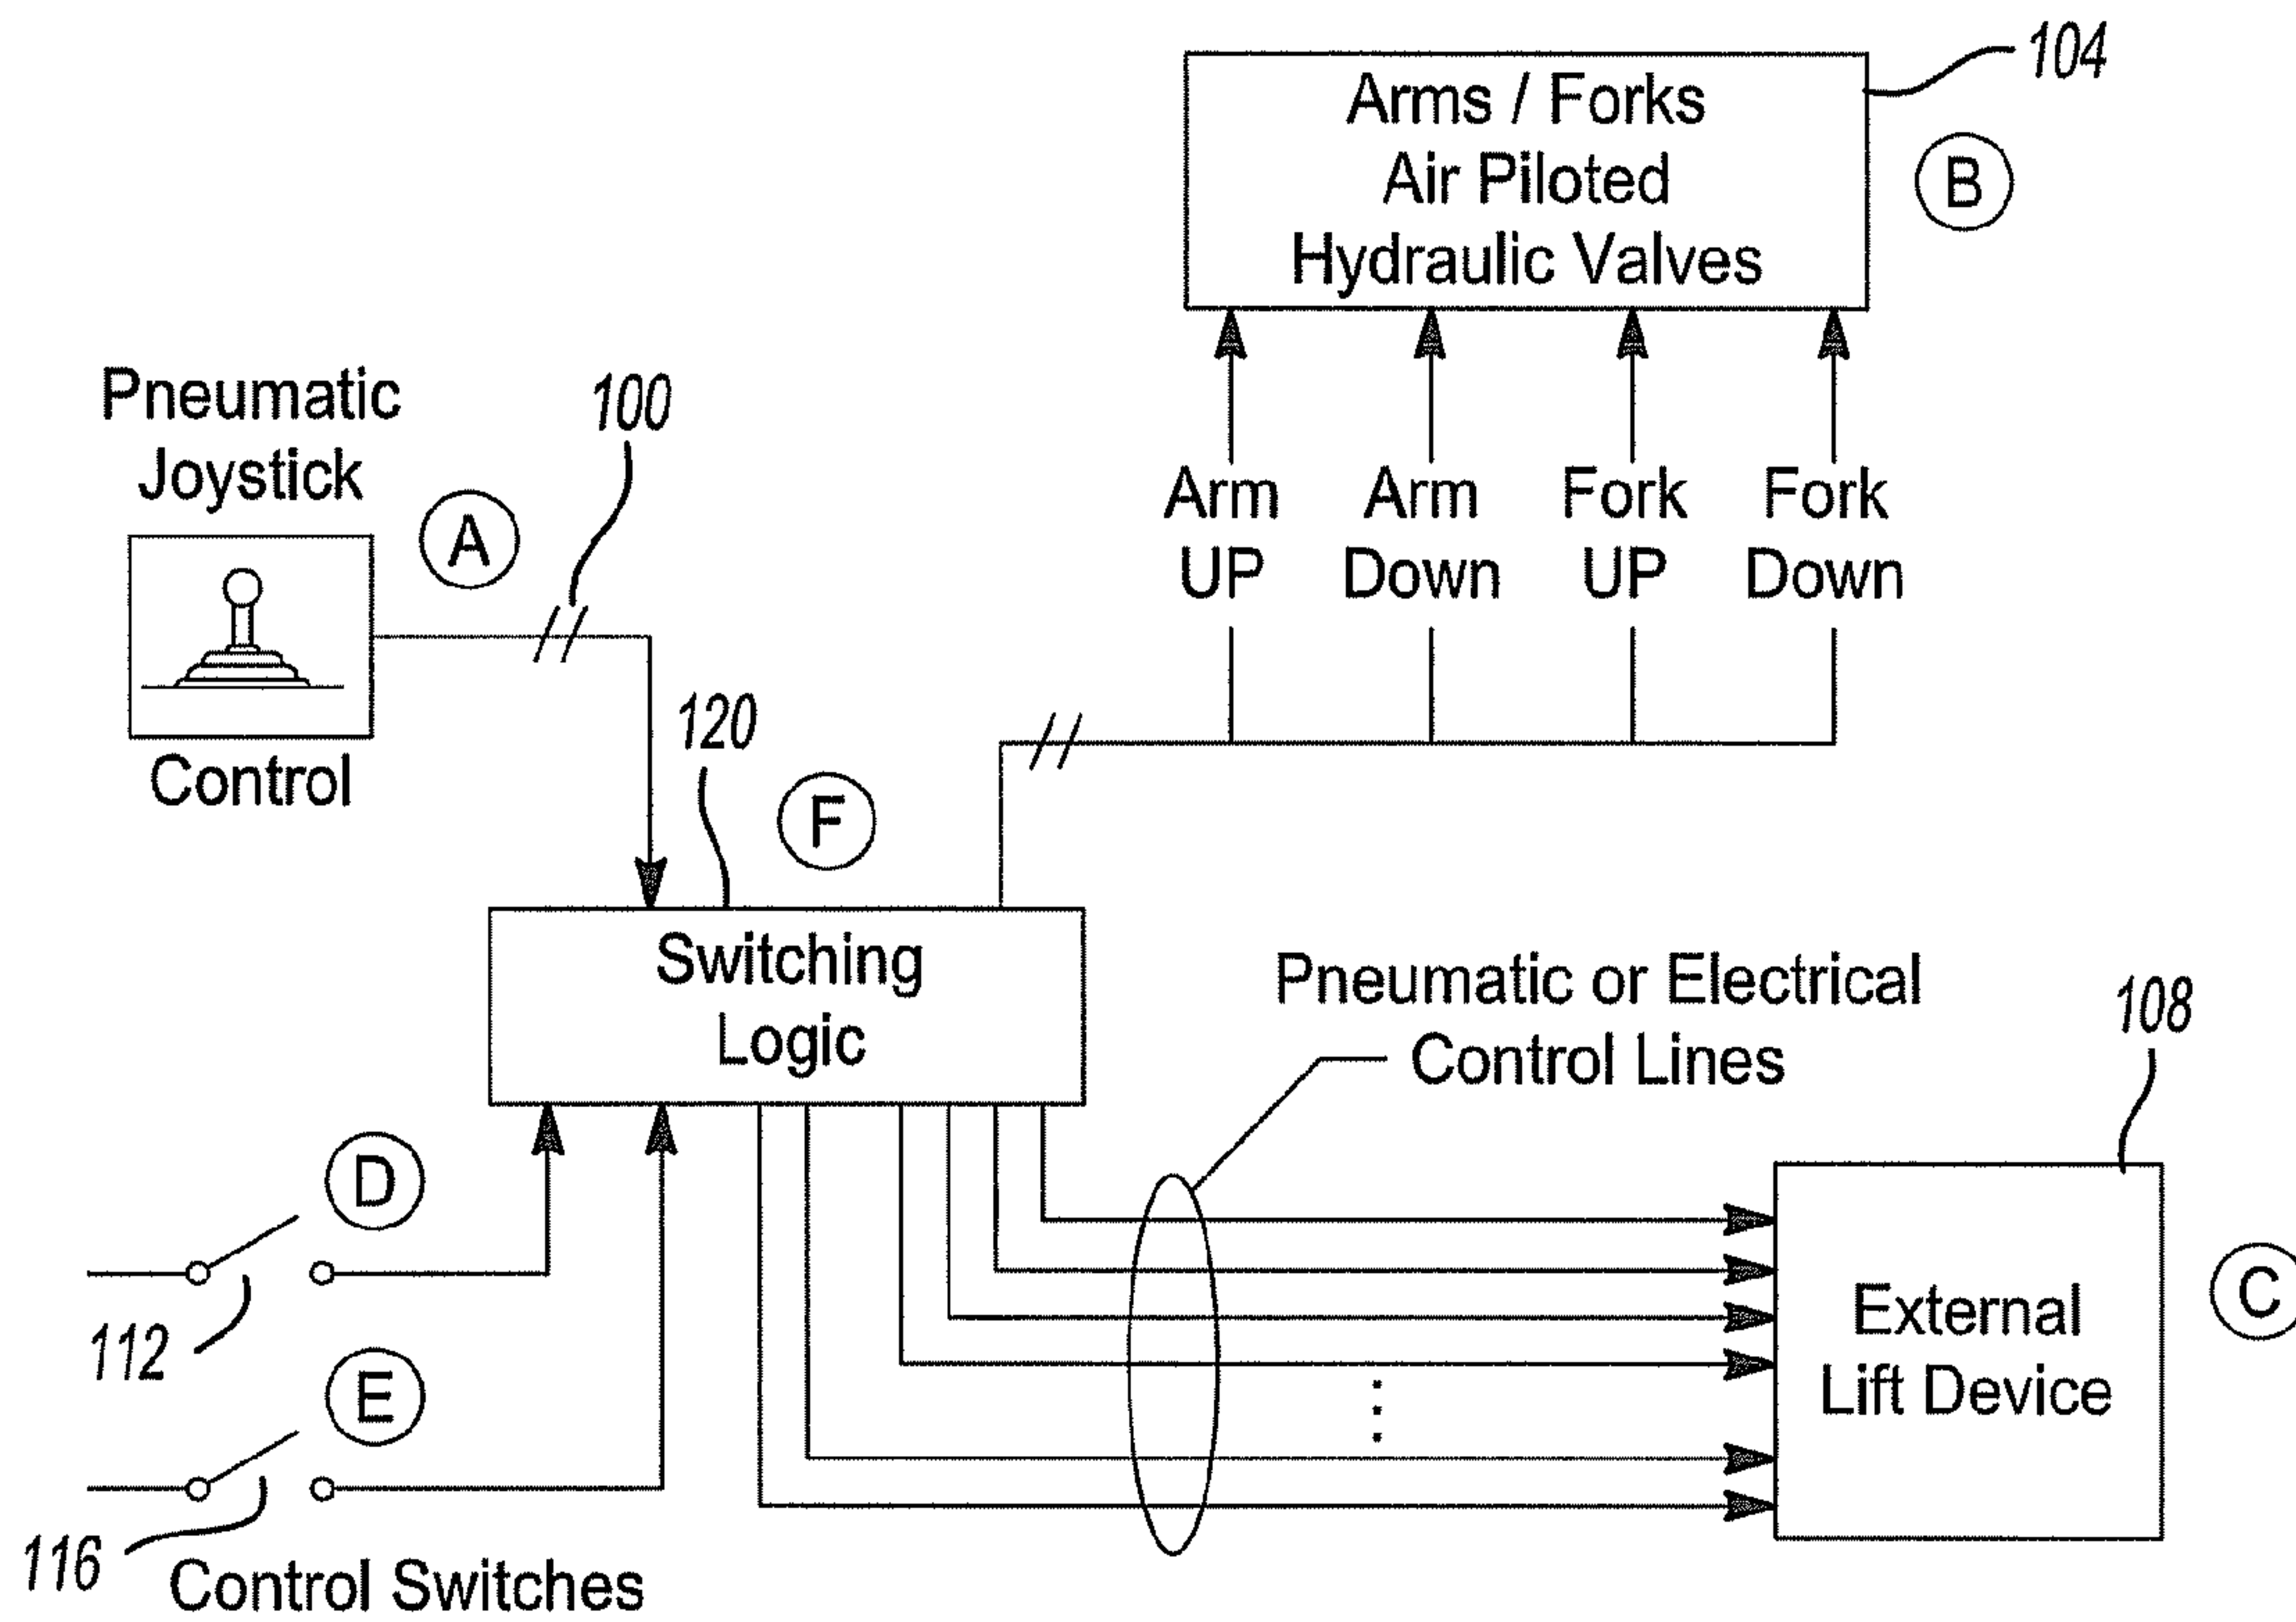 104
Arms / Forks
Air Piloted
Hydraulic Valves
B
Pneumatic
Joystick
A
100
Control
Arm
UP
Arm
Down
Fork
UP
Fork
Down
120
F
Switching
Logic
Pneumatic or Electrical
Control Lines
108
D
112
E
116
Control Switches
External
Lift Device
C